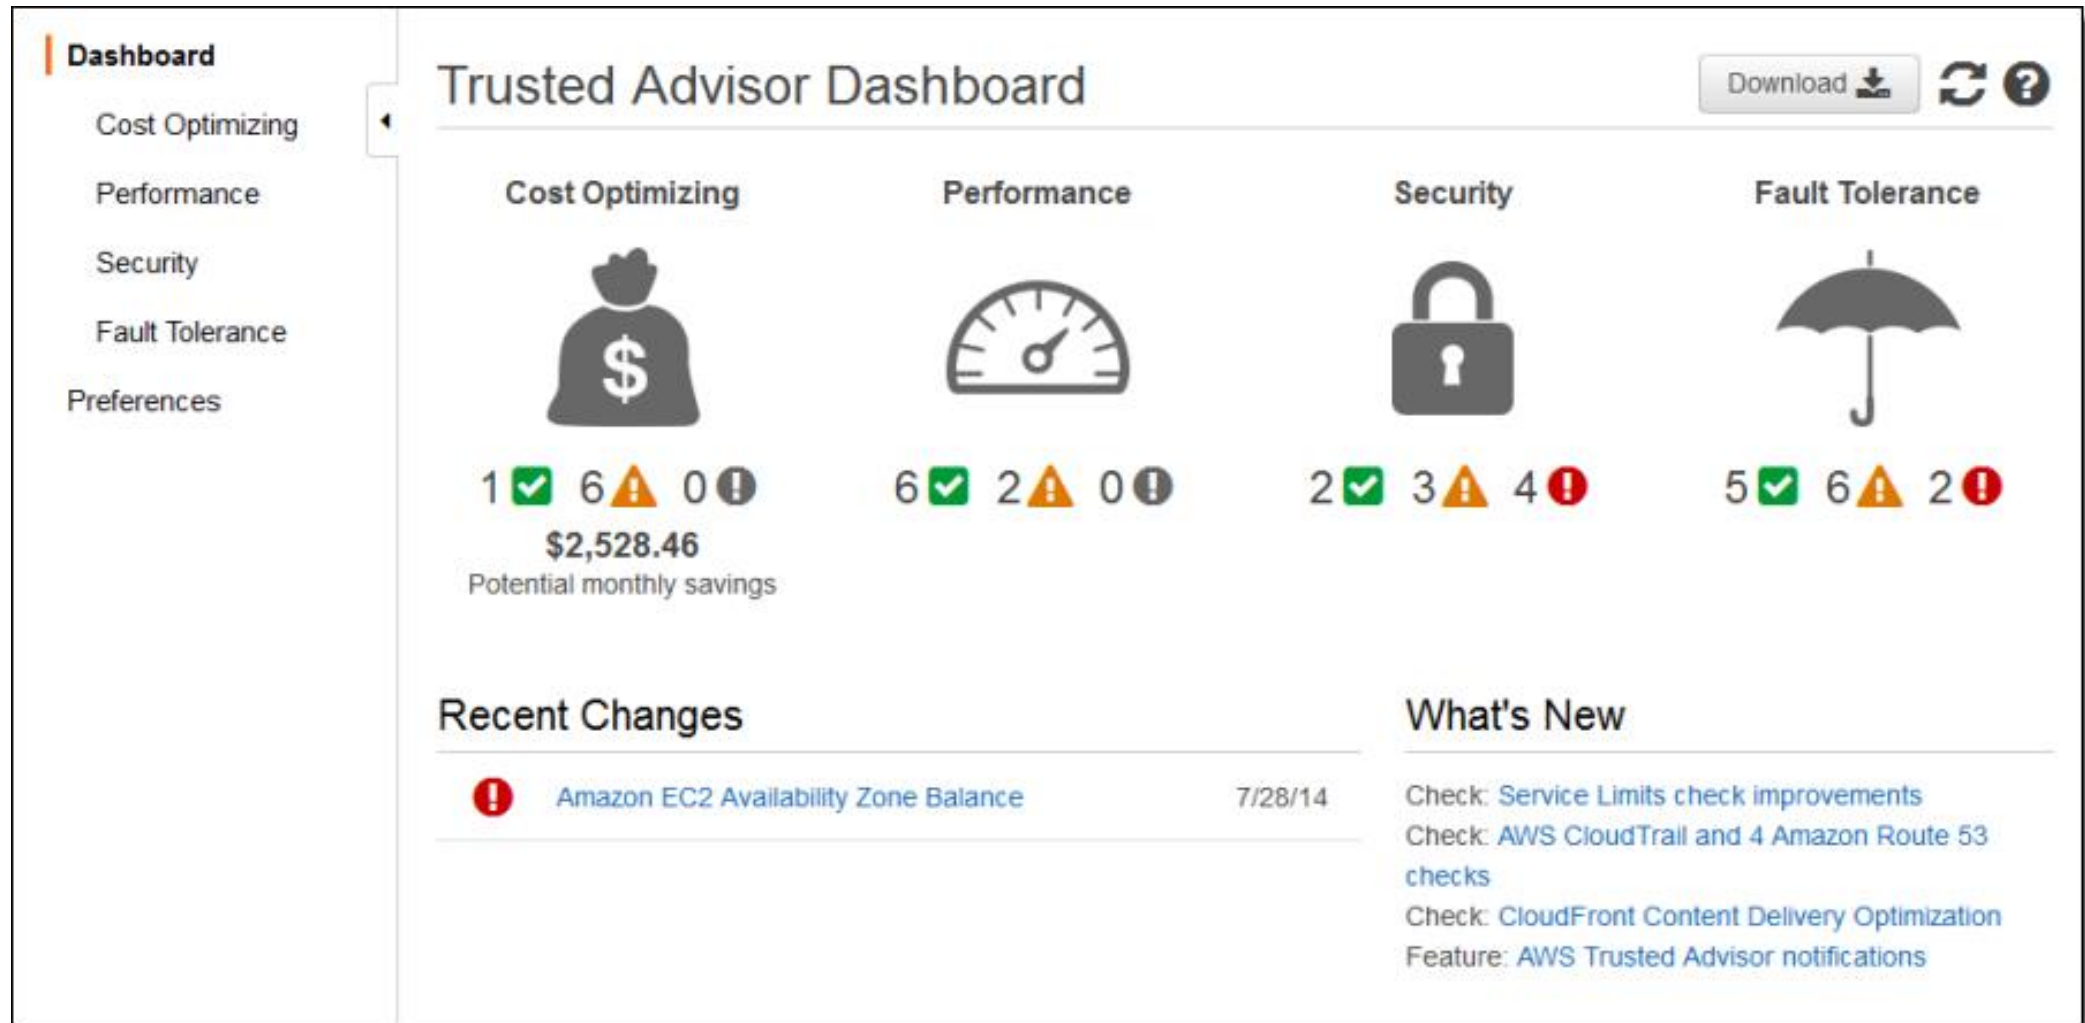 Dashboard
Cost Optimizing
Performance
Security
Fault Tolerance
Preferences
Trusted Advisor Dashboard
Download
Cost Optimizing
Performance
Security
Fault Tolerance
$
1 6 0
6 2 0
2 3 4
5 6 2
$2,528.46
Potential monthly savings
Recent Changes
Amazon EC2 Availability Zone Balance 7/28/14
What's New
Check: Service Limits check improvements
Check: AWS CloudTrail and 4 Amazon Route 53
checks
Check: CloudFront Content Delivery Optimization
Feature: AWS Trusted Advisor notifications